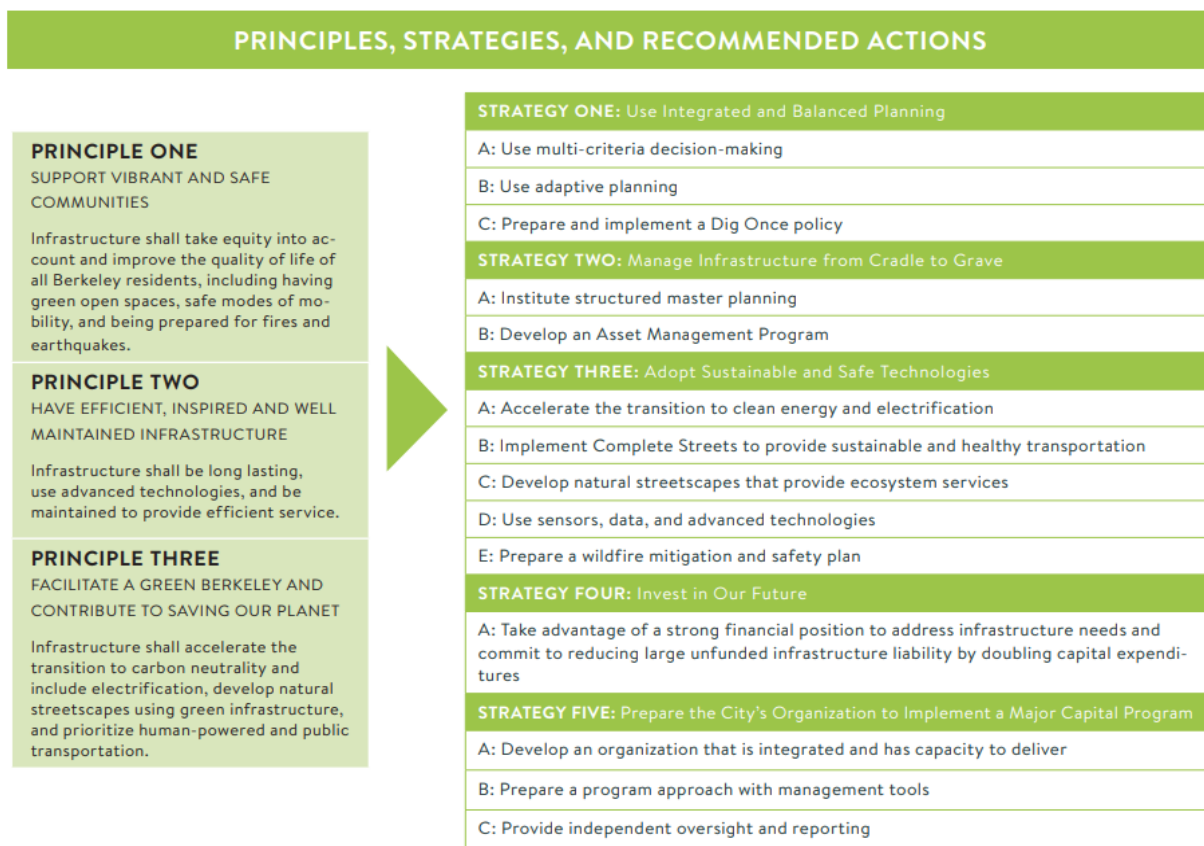 PRINCIPLES, STRATEGIES, AND RECOMMENDED ACTIONS
PRINCIPLE ONE
SUPPORT VIBRANT AND SAFE
COMMUNITIES
Infrastructure shall take equity into ac-
count and improve the quality of life of
all Berkeley residents, including having
green open spaces, safe modes of mo-
bility, and being prepared for fires and
earthquakes.
PRINCIPLE TWO
HAVE EFFICIENT, INSPIRED AND WELL
MAINTAINED INFRASTRUCTURE
Infrastructure shall be long lasting,
use advanced technologies, and be
maintained to provide efficient service.
PRINCIPLE THREE
FACILITATE A GREEN BERKELEY AND
CONTRIBUTE TO SAVING OUR PLANET
Infrastructure shall accelerate the
transition to carbon neutrality and
include electrification, develop natural
streetscapes using green infrastructure,
and prioritize human-powered and public
transportation.
STRATEGY ONE: Use Integrated and Balanced Planning
A: Use multi-criteria decision-making
B: Use adaptive planning
C: Prepare and implement a Dig Once policy
STRATEGY TWO: Manage Infrastructure from Cradle to Grave
A: Institute structured master planning
B: Develop an Asset Management Program
STRATEGY THREE: Adopt Sustainable and Safe Technologies
A: Accelerate the transition to clean energy and electrification
B: Implement Complete Streets to provide sustainable and healthy transportation
C: Develop natural streetscapes that provide ecosystem services
D: Use sensors, data, and advanced technologies
E: Prepare a wildfire mitigation and safety plan
STRATEGY FOUR: Invest in Our Future
A: Take advantage of a strong financial position to address infrastructure needs and
commit to reducing large unfunded infrastructure liability by doubling capital expendi-
tures
STRATEGY FIVE: Prepare the City's Organization to Implement a Major Capital Program
A: Develop an organization that is integrated and has capacity to deliver
B: Prepare a program approach with management tools
C: Provide independent oversight and reporting